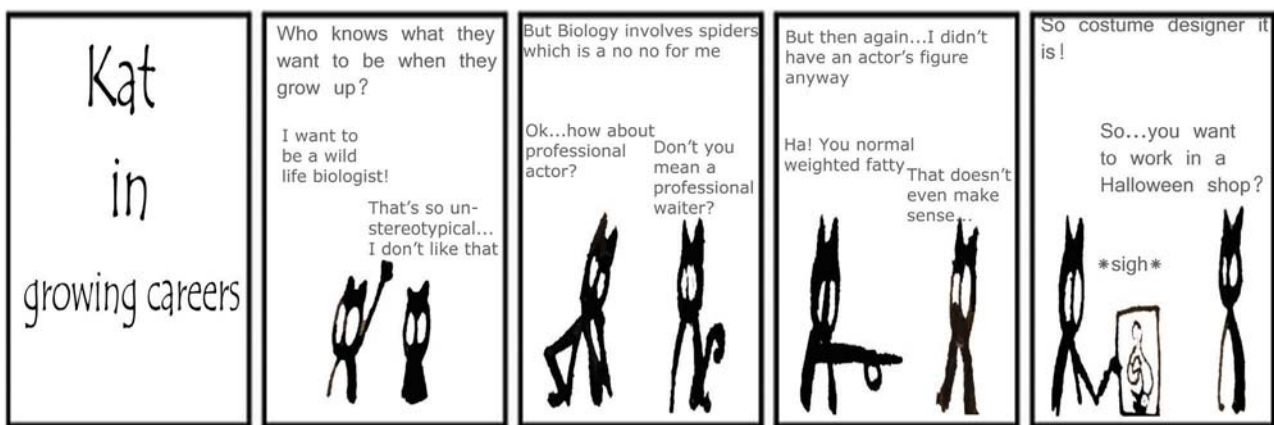 Kat
in
growing careers
Who knows what they
want to be when they
grow up?
I want to
be a wild
life biologist!
That's so un-
stereotypical...
I don't like that
But Biology involves spiders
which is a no no for me
Ok...how about
professional
actor?
Don't you
mean a
professional
waiter?
But then again...I didn't
have an actor's figure
anyway
Ha! You normal
weighted fatty
That doesn't
even make
sense...
So costume designer it
is!
So...you want
to work in a
Halloween shop?
*sigh*